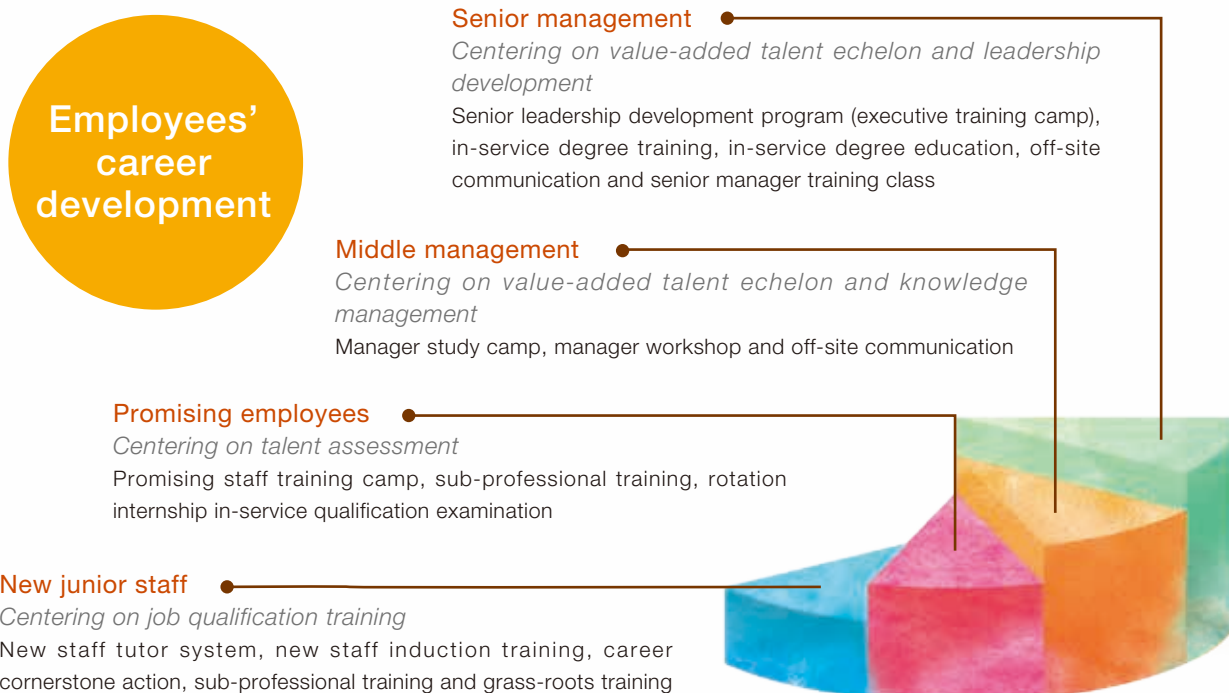 Employees’
career
development
Senior management
Centering on value-added talent echelon and leadership
development
Senior leadership development program (executive training camp),
in-service degree training, in-service degree education, off-site
communication and senior manager training class
Middle management
Centering on value-added talent echelon and knowledge
management
Manager study camp, manager workshop and off-site communication
Promising employees
Centering on talent assessment
Promising staff training camp, sub-professional training, rotation
internship in-service qualification examination
New junior staff
Centering on job qualification training
New staff tutor system, new staff induction training, career
cornerstone action, sub-professional training and grass-roots training